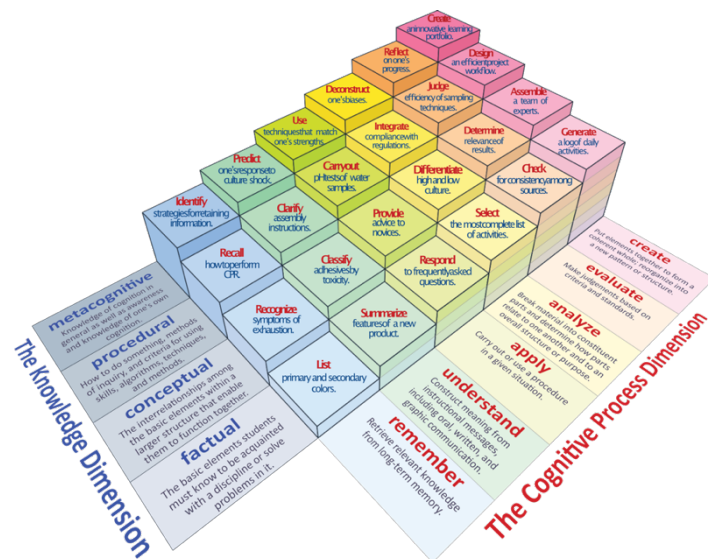 Create
an innovative learning
portfolio.
Reflect
on one's
progress.
Design
an efficient project
workflow.
Deconstruct
one's biases.
Judge
efficiency of sampling
techniques.
Assemble
a team of
experts.
Use
techniques that match
one's strengths.
Integrate
compliance with
regulations.
Determine
relevance of
results.
Generate
a log of daily
activities.
Predict
one's response to
culture shock.
Carry out
pH tests of water
samples.
Differentiate
high and low
culture.
Check
for consistency among
sources.
Identify
strategies for retaining
information.
Clarify
assembly
instructions.
Provide
advice to
novices.
Select
the most complete list
of activities.
Recall
how to perform
CPR.
Classify
adhesives by
toxicity.
Respond
to frequently asked
questions.
Recognize
symptoms of
exhaustion.
Summarize
features of a new
product.
List
primary and secondary
colors.
The Knowledge Dimension
metacognitive
Knowledge of cognition in
general as well as awareness
and knowledge of one's own
cognition.
procedural
How to do something, methods
of inquiry, and criteria for using
skills, algorithms, techniques,
and methods.
conceptual
The interrelationships among
the basic elements within a
larger structure that enable
them to function together.
factual
The basic elements students
must know to be acquainted
with a discipline or solve
problems in it.
The Cognitive Process Dimension
remember
Retrieve relevant knowledge
from long-term memory.
understand
Construct meaning from
instructional messages,
including oral, written, and
graphic communication.
apply
Carry out or use a procedure
in a given situation.
analyze
Break material into constituent
parts and determine how parts
relate to one another and to an
overall structure or purpose.
evaluate
Make judgements based on
criteria and standards.
create
Put elements together to form a
coherent whole; reorganize into
a new pattern or structure.